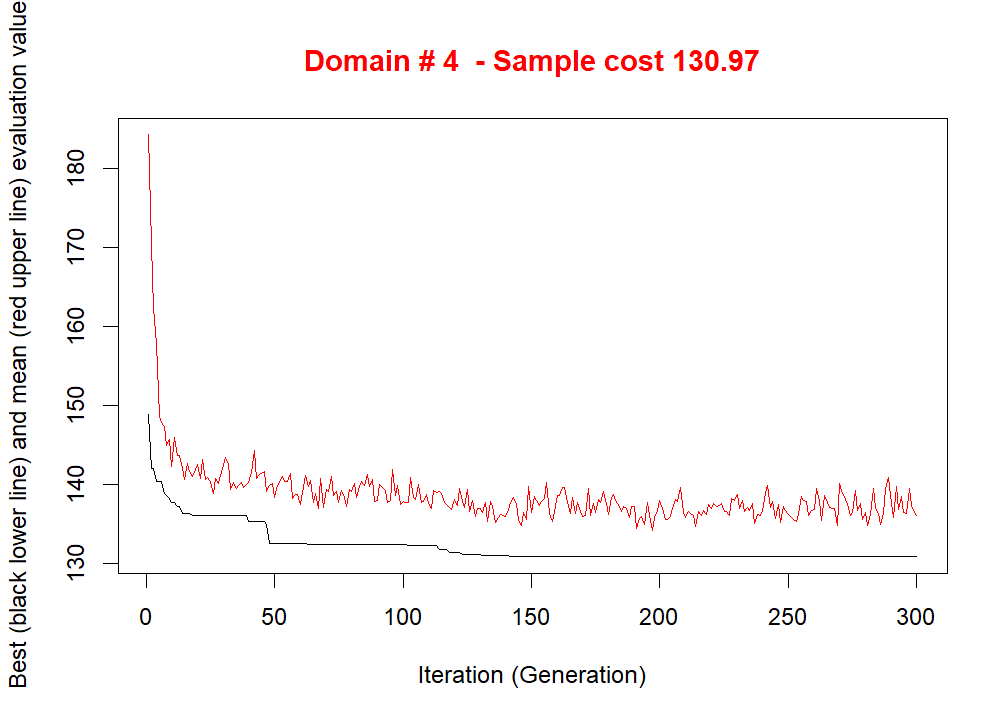 Domain # 4  - Sample cost 130.97
Best (black lower line) and mean (red upper line) evaluation value
180
170
160
150
140
130
0 50 100 150 200 250 300
Iteration (Generation)